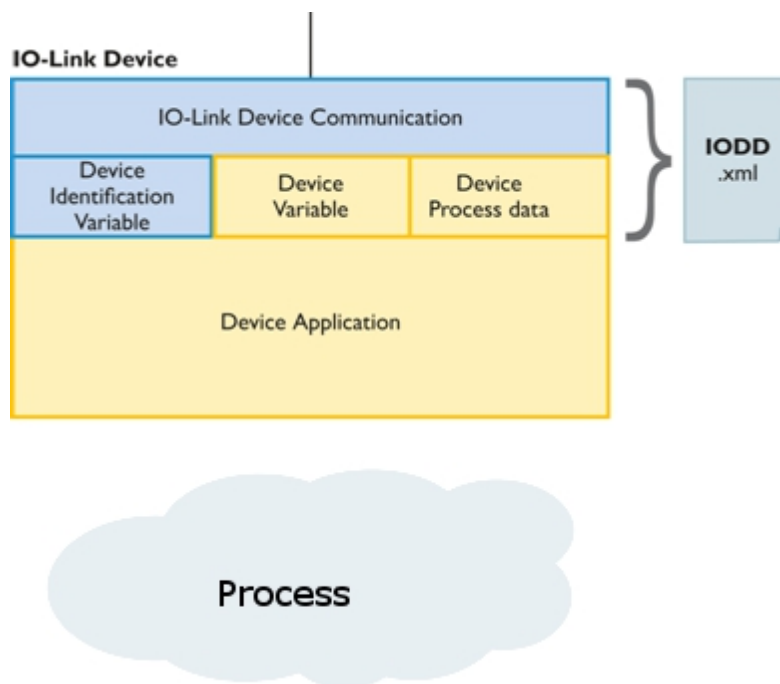 IO-Link Device
IO-Link Device Communication
Device
Identification
Variable
Device
Variable
Device
Process data
IODD
.xml
Device Application
Process